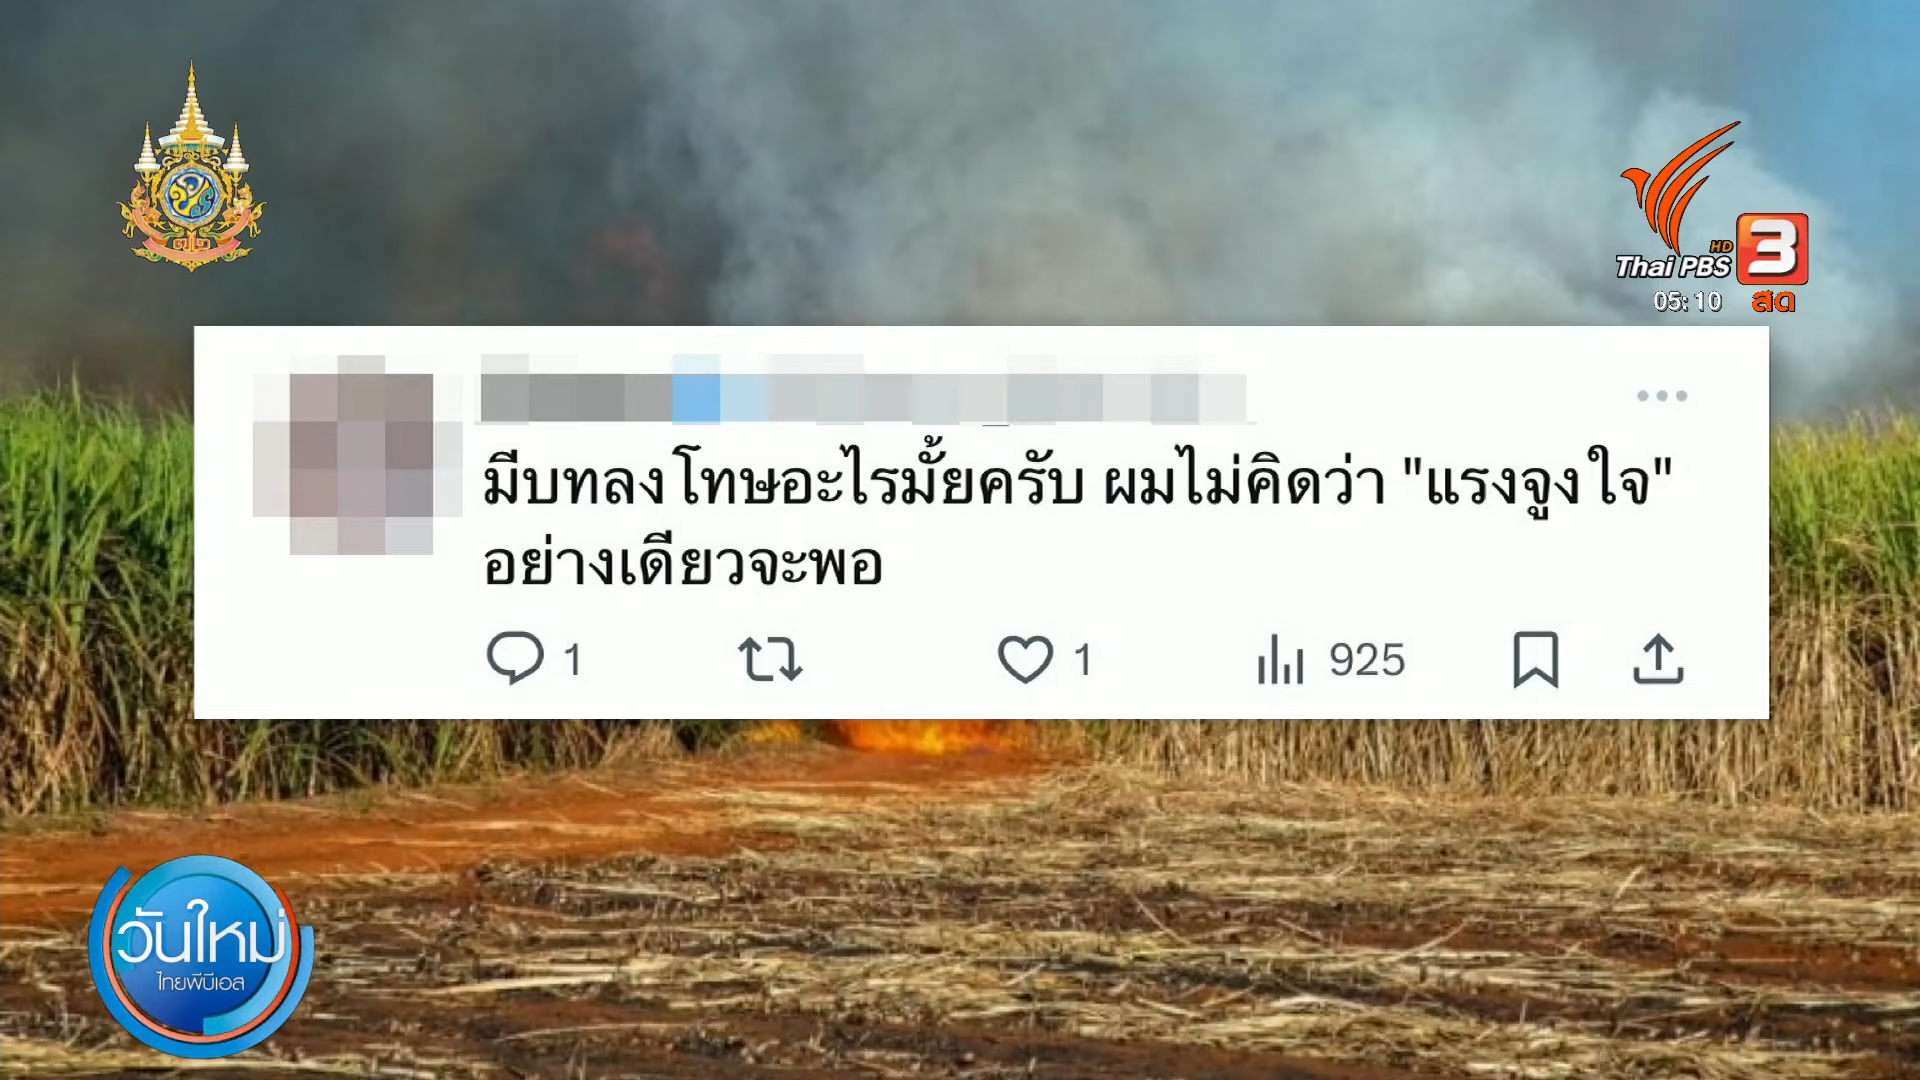 ๗๒
HD
Thai PBS
3
05:10
สด
มีบทลงโทษอะไรมั้ยครับ ผมไม่คิดว่า "แรงจูงใจ"
อย่างเดียวจะพอ
1
1
925
วันใหม่
ไทยพีบีเอส